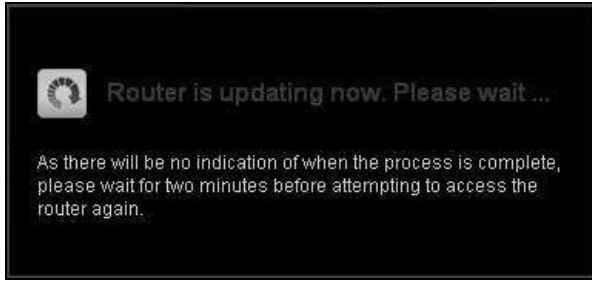 Router is updating now. Please wait ...
As there will be no indication of when the process is complete,
please wait for two minutes before attempting to access the
router again.